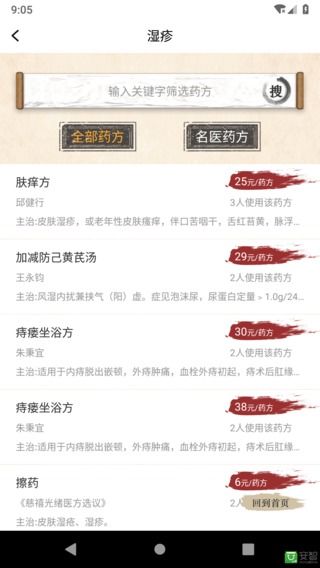 9:05
湿疹
输入关键字筛选药方
搜
全部药方
名医药方
肤痒方
25元/药方
邱健行
3人使用该药方
主治:皮肤湿疹，或老年性皮肤瘙痒，伴口苦咽干，舌红苔黄，脉浮...
加减防己黄芪汤
29元/药方
王永钧
2人使用该药方
主治:风湿内扰兼挟气（阳）虚。症见泡沫尿，尿蛋白定量﹥1.0g/24...
痔瘘坐浴方
30元/药方
朱秉宜
2人使用该药方
主治:适用于内痔脱出嵌顿，外痔肿痛，血栓外痔初起，痔术后肛缘...
痔瘘坐浴方
38元/药方
朱秉宜
2人使用该药方
主治:适用于内痔脱出嵌顿，外痔肿痛，血栓外痔初起，痔术后肛缘...
擦药
6元/药方
《慈禧光绪医方选议》
2人
回到首页
主治:皮肤湿疮、湿疹。
安智